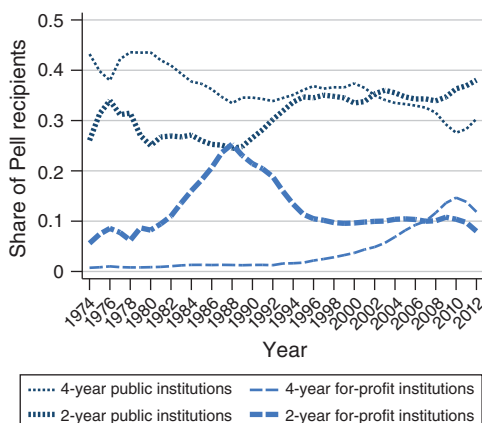 0.5
0.4
0.3
0.2
0.1
0
Share of Pell recipients
1974 1976 1978 1980 1982 1984 1986 1988 1990 1992 1994 1996 1998 2000 2002 2004 2006 2008 2010 2012
Year
4-year public institutions 4-year for-profit institutions
2-year public institutions 2-year for-profit institutions